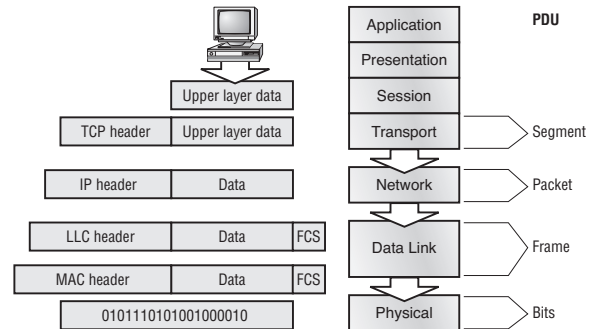 Application
PDU
Presentation
Upper layer data
Session
TCP header
Upper layer data
Transport
Segment
IP header
Data
Network
Packet
LLC header
Data
FCS
Data Link
Frame
MAC header
Data
FCS
0101110101001000010
Physical
Bits